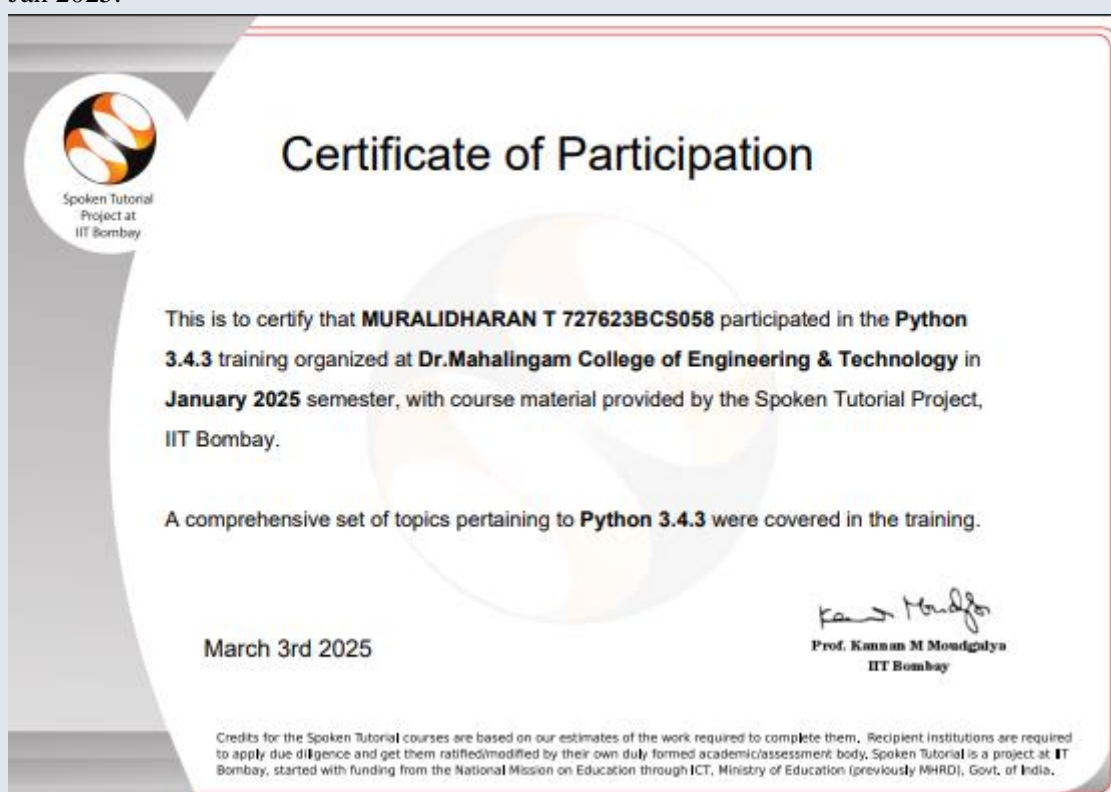 Spoken Tutorial
Project at
IIT Bombay
Certificate of Participation
This is to certify that MURALIDHARAN T 727623BCS058 participated in the Python
3.4.3 training organized at Dr.Mahalingam College of Engineering & Technology in
January 2025 semester, with course material provided by the Spoken Tutorial Project,
IIT Bombay.
A comprehensive set of topics pertaining to Python 3.4.3 were covered in the training.
March 3rd 2025
Prof. Kannan M Moudgalya
IIT Bombay
Credits for the Spoken Tutorial courses are based on our estimates of the work required to complete them. Recipient institutions are required
to apply due diligence and get them ratified/modified by their own duly formed academic/assessment body. Spoken Tutorial is a project at IIT
Bombay, started with funding from the National Mission on Education through ICT, Ministry of Education (previously MHRD), Govt. of India.